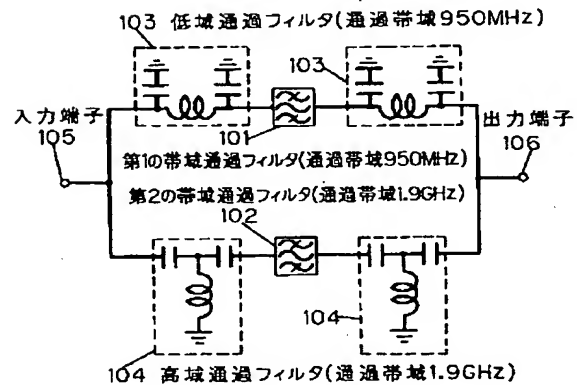 103 低域通過フィルタ(通過帯域950MHz)
103
入力端子
105
101
出力端子
106
第1の帯域通過フィルタ(通過帯域950MHz)
第2の帯域通過フィルタ(通過帯域1.9GHz)
102
104
104 高域通過フィルタ(通過帯域1.9GHz)